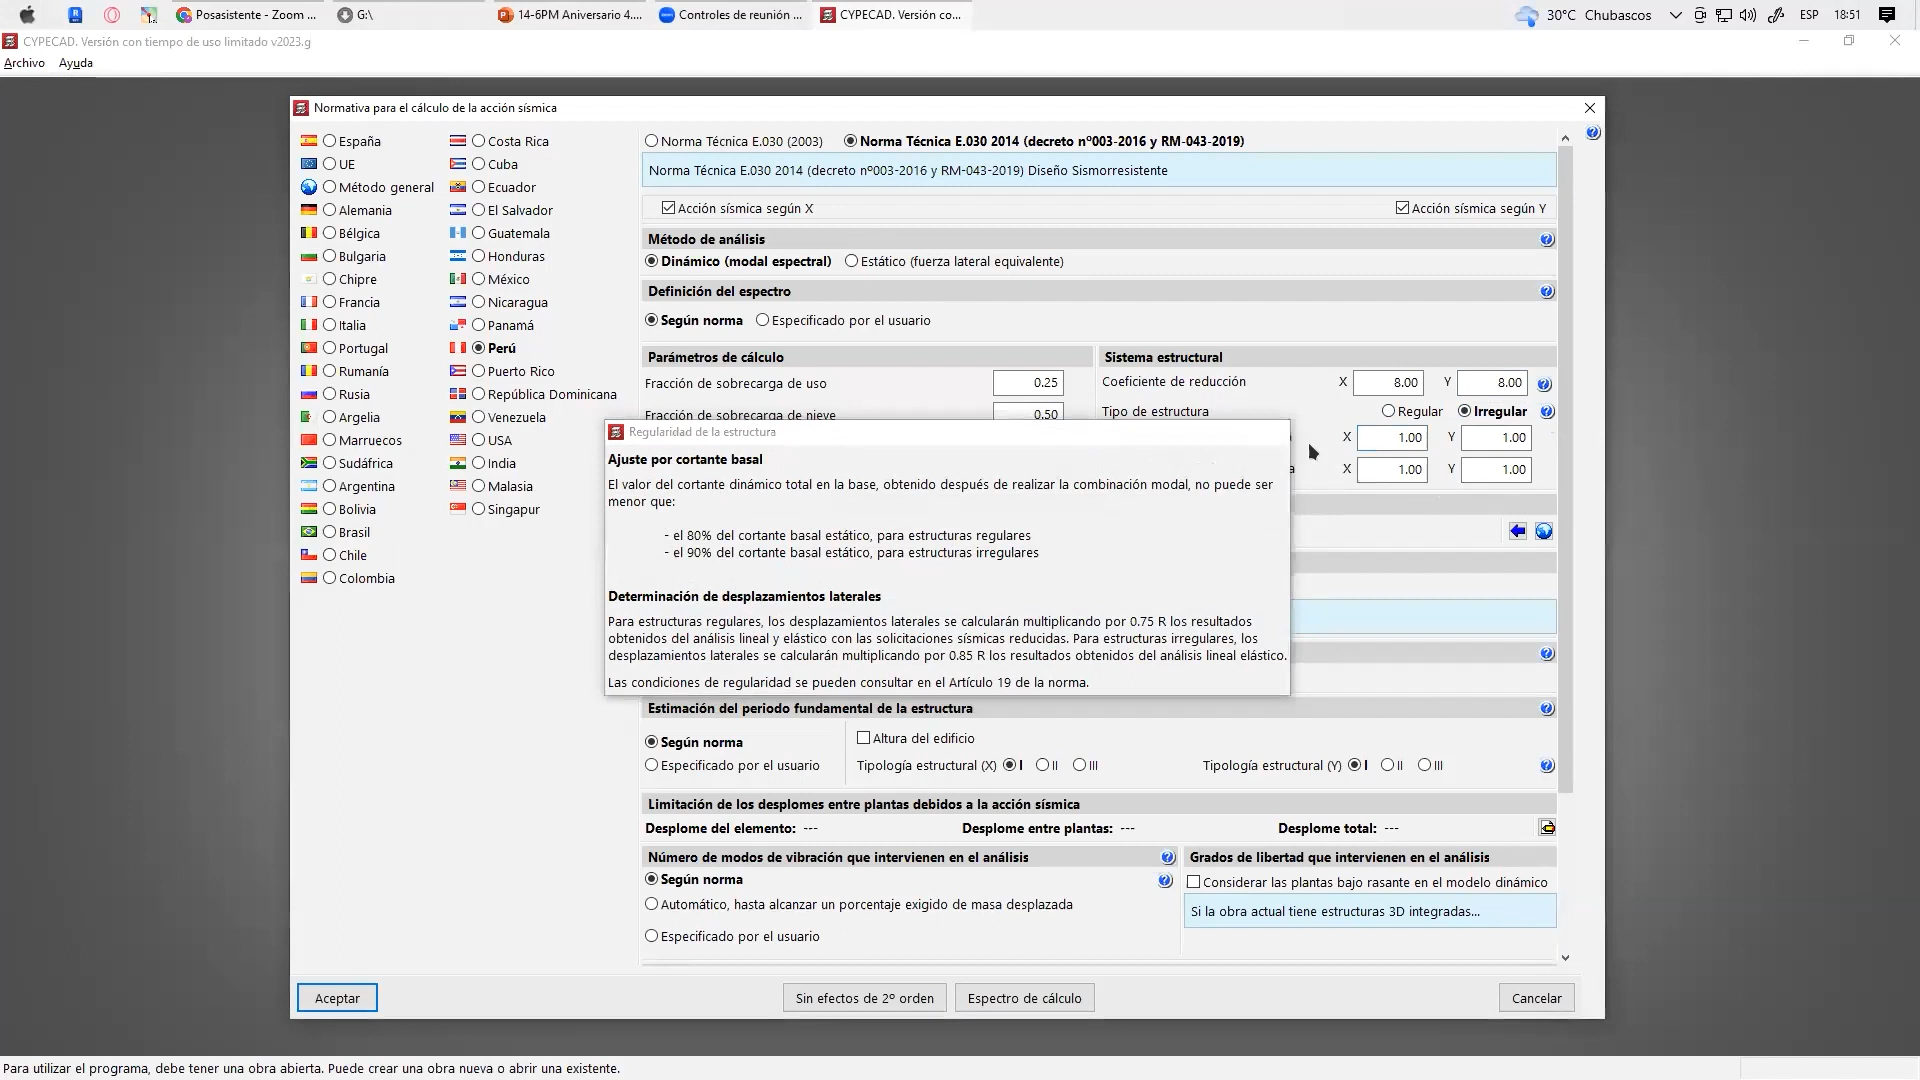 Posasistente - Zoom ...
G:\
14-6PM Aniversario 4....
Controles de reunión ...
CYPECAD. Versión co...
30°C Chubascos
ESP
18:51
CYPECAD. Versión con tiempo de uso limitado v2023.g
Archivo Ayuda
Normativa para el cálculo de la acción sísmica
España
UE
Método general
Alemania
Bélgica
Bulgaria
Chipre
Francia
Italia
Portugal
Rumanía
Rusia
Argelia
Marruecos
Sudáfrica
Argentina
Bolivia
Brasil
Chile
Colombia
Costa Rica
Cuba
Ecuador
El Salvador
Guatemala
Honduras
México
Nicaragua
Panamá
Perú
Puerto Rico
República Dominicana
Venezuela
USA
India
Malasia
Singapur
Norma Técnica E.030 (2003) Norma Técnica E.030 2014 (decreto nº003-2016 y RM-043-2019)
Norma Técnica E.030 2014 (decreto nº003-2016 y RM-043-2019) Diseño Sismorresistente
Acción sísmica según X Acción sísmica según Y
Método de análisis
Dinámico (modal espectral) Estático (fuerza lateral equivalente)
Definición del espectro
Según norma Especificado por el usuario
Parámetros de cálculo
Fracción de sobrecarga de uso 0.25
Fracción de sobrecarga de nieve 0.50
Sistema estructural
Coeficiente de reducción X 8.00 Y 8.00
Tipo de estructura Regular Irregular
X 1.00 Y 1.00
a X 1.00 Y 1.00
Regularidad de la estructura
Ajuste por cortante basal
El valor del cortante dinámico total en la base, obtenido después de realizar la combinación modal, no puede ser
menor que:
- el 80% del cortante basal estático, para estructuras regulares
- el 90% del cortante basal estático, para estructuras irregulares
Determinación de desplazamientos laterales
Para estructuras regulares, los desplazamientos laterales se calcularán multiplicando por 0.75 R los resultados
obtenidos del análisis lineal y elástico con las solicitaciones sísmicas reducidas. Para estructuras irregulares, los
desplazamientos laterales se calcularán multiplicando por 0.85 R los resultados obtenidos del análisis lineal elástico.
Las condiciones de regularidad se pueden consultar en el Artículo 19 de la norma.
Estimación del periodo fundamental de la estructura
Según norma
Especificado por el usuario
Altura del edificio
Tipología estructural (X) I II III Tipología estructural (Y) I II III
Limitación de los desplomes entre plantas debidos a la acción sísmica
Desplome del elemento: --- Desplome entre plantas: --- Desplome total: ---
Número de modos de vibración que intervienen en el análisis
Según norma
Automático, hasta alcanzar un porcentaje exigido de masa desplazada
Especificado por el usuario
Grados de libertad que intervienen en el análisis
Considerar las plantas bajo rasante en el modelo dinámico
Si la obra actual tiene estructuras 3D integradas...
Aceptar Sin efectos de 2º orden Espectro de cálculo Cancelar
Para utilizar el programa, debe tener una obra abierta. Puede crear una obra nueva o abrir una existente.